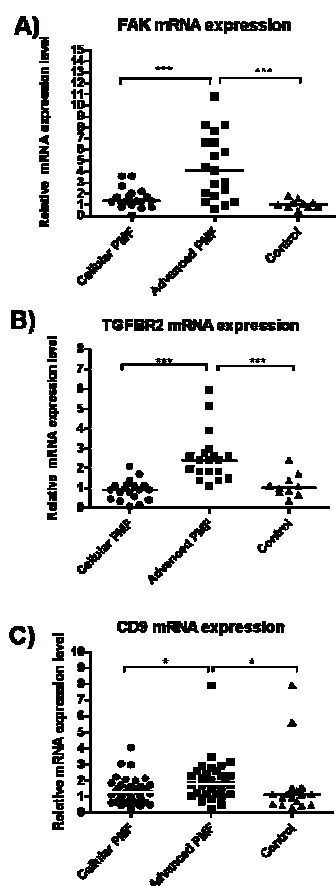 A)
FAK mRNA expression
Relative mRNA expression level
15
14
13
12
11
10
9
8
7
6
5
4
3
2
1
0
***
***
Cellular PMF
Advanced PMF
Control
B)
TGFBR2 mRNA expression
Relative mRNA expression level
8
7
6
5
4
3
2
1
0
***
***
Cellular PMF
Advanced PMF
Control
C)
CD9 mRNA expression
Relative mRNA expression level
10
9
8
7
6
5
4
3
2
1
0
*
*
Cellular PMF
Advanced PMF
Control